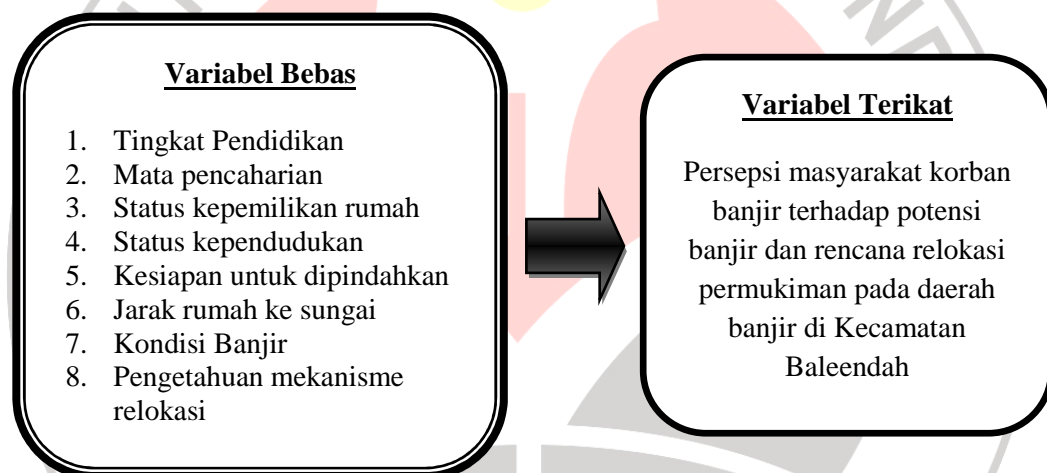 Variabel Bebas
1. Tingkat Pendidikan
2. Mata pencaharian
3. Status kepemilikan rumah
4. Status kependudukan
5. Kesiapan untuk dipindahkan
6. Jarak rumah ke sungai
7. Kondisi Banjir
8. Pengetahuan mekanisme
relokasi
Variabel Terikat
Persepsi masyarakat korban
banjir terhadap potensi
banjir dan rencana relokasi
permukiman pada daerah
banjir di Kecamatan
Baleendah